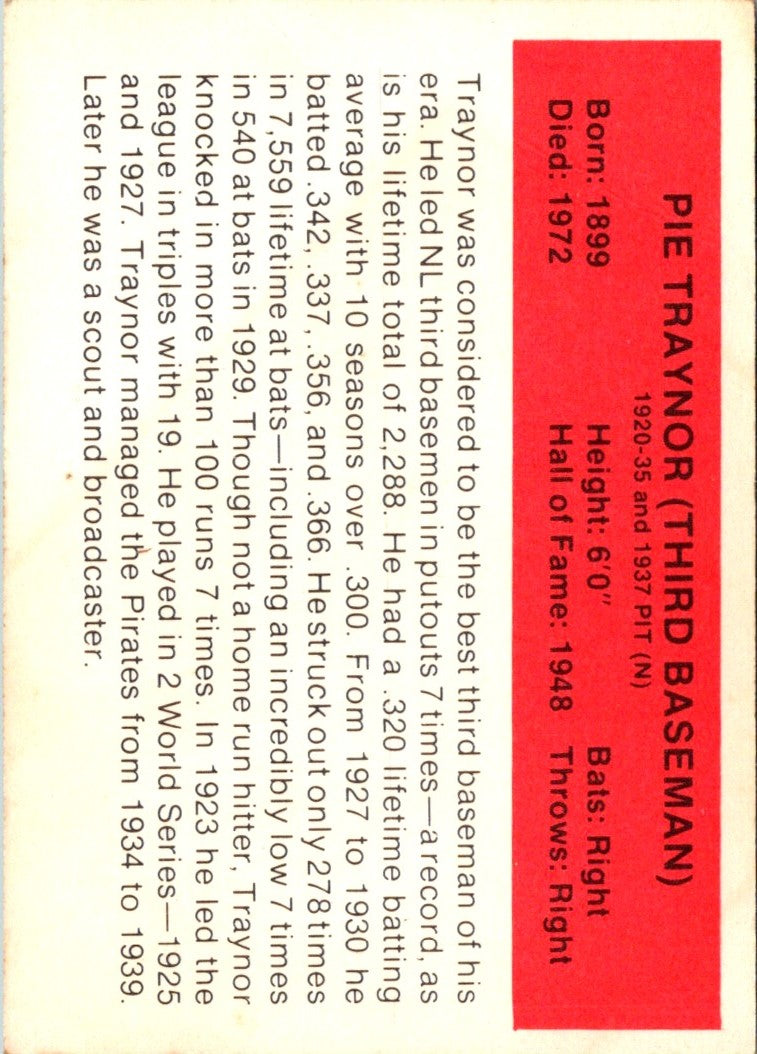 PIE TRAYNOR (THIRD BASEMAN)
1920-35 and 1937 PIT (N)
Born: 1899 Height: 6'0" Bats: Right
Died: 1972 Hall of Fame: 1948 Throws: Right
Traynor was considered to be the best third baseman of his
era. He led NL third basemen in putouts 7 times—a record, as
is his lifetime total of 2,288. He had a .320 lifetime batting
average with 10 seasons over .300. From 1927 to 1930 he
batted .342, .337, .356, and .366. He struck out only 278 times
in 7,559 lifetime at bats—including an incredibly low 7 times
in 540 at bats in 1929. Though not a home run hitter, Traynor
knocked in more than 100 runs 7 times. In 1923 he led the
league in triples with 19. He played in 2 World Series—1925
and 1927. Traynor managed the Pirates from 1934 to 1939.
Later he was a scout and broadcaster.